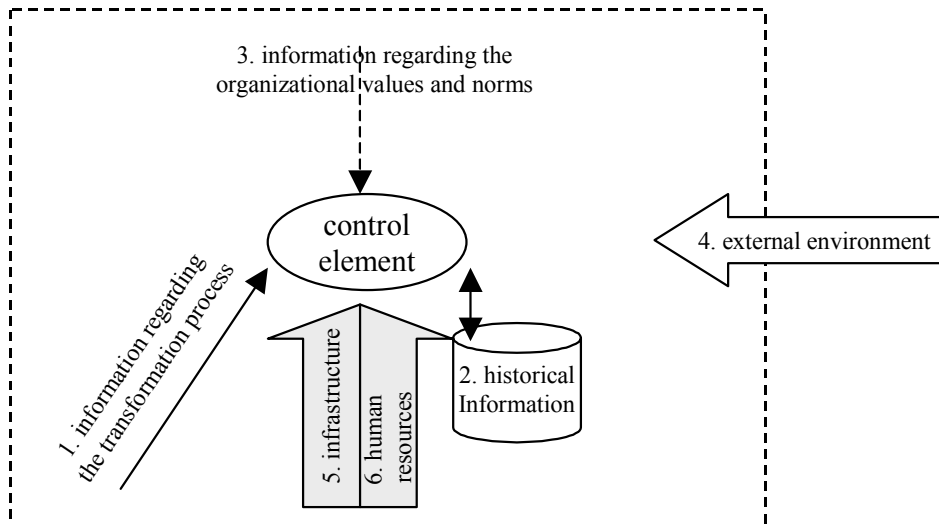 3. information regarding the
organizational values and norms
control
element
4. external environment
1. information regarding
the transformation process
5. infrastructure
6. human
resources
2. historical
Information